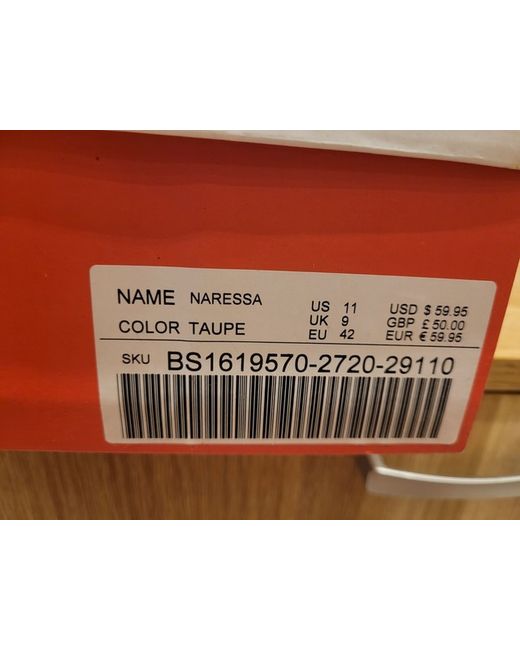 NAME NARESSA
COLOR TAUPE
US 11
UK 9
EU 42
USD $ 59.95
GBP £ 50.00
EUR € 59.95
SKU BS1619570-2720-29110